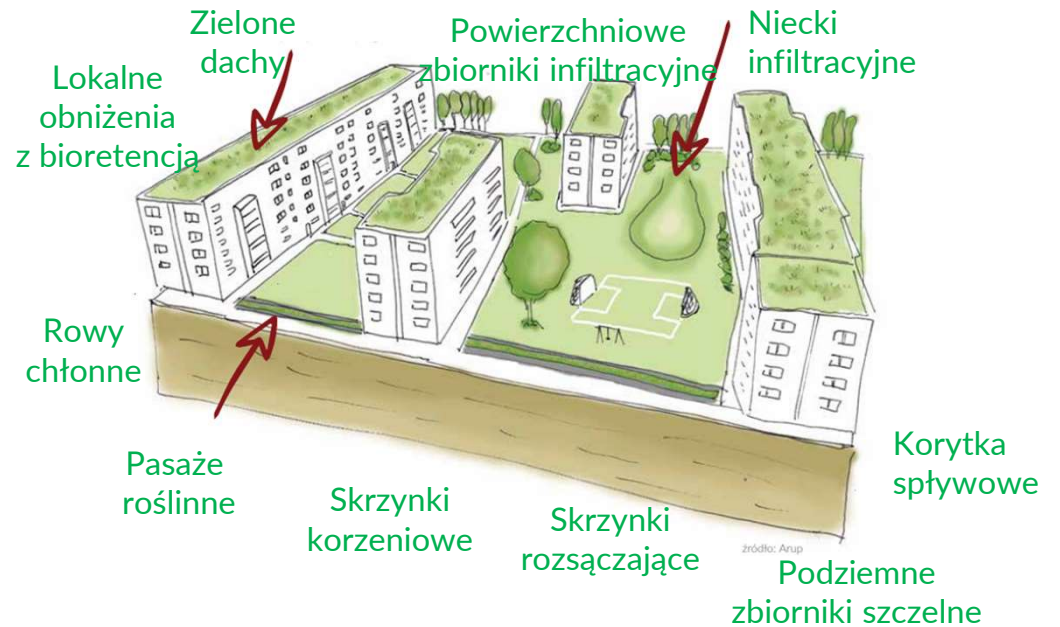 Zielone
dachy
Powierzchniowe
zbiorniki infiltracyjne
Niecki
infiltracyjne
Lokalne
obniżenia
z bioretencją
Rowy
chłonne
Pasaże
roślinne
Skrzynki
korzeniowe
Skrzynki
rozsączające
Korytka
spływowe
źródło: Arup
Podziemne
zbiorniki szczelne